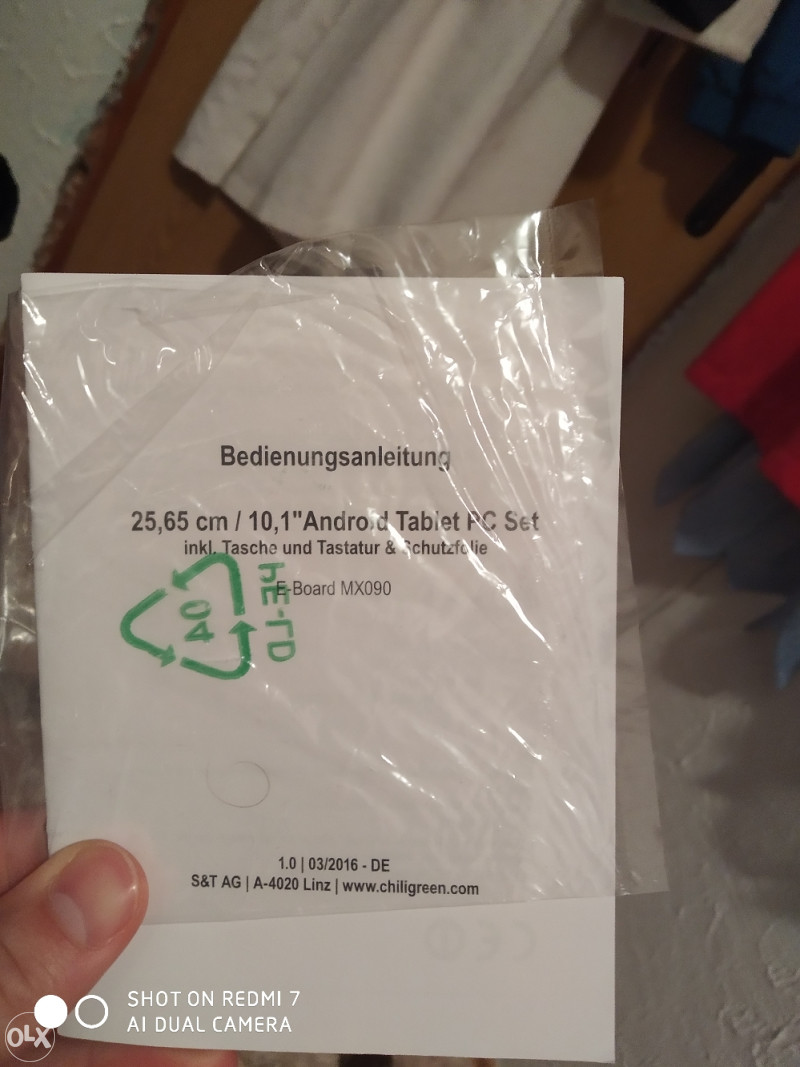 Bedienungsanleitung
25,65 cm / 10,1"Android Tablet PC Set
inkl. Tasche und Tastatur & Schutzfolie
E-Board MX090
04
PE-LD
1.0 | 03/2016 - DE
S&T AG | A-4020 Linz | www.chiligreen.com
CE
SHOT ON REDMI 7
AI DUAL CAMERA
OLX